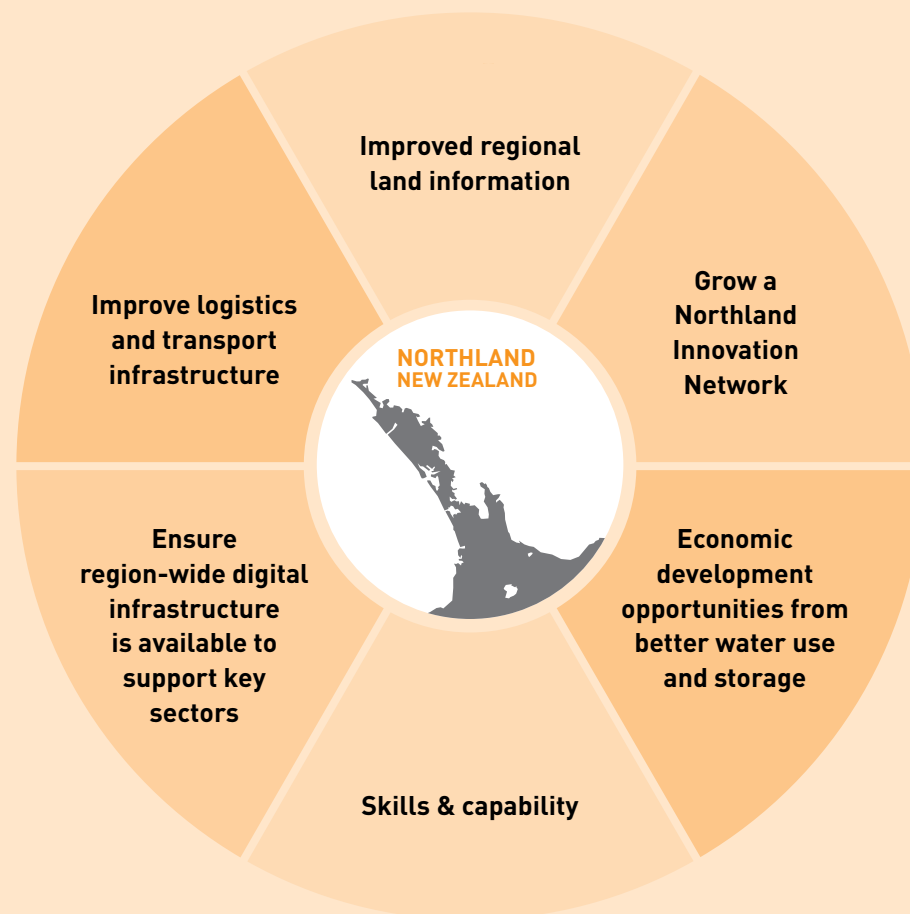 Improved regional
land information
Grow a
Northland
Innovation
Network
Economic
development
opportunities from
better water use
and storage
Skills & capability
Ensure
region-wide digital
infrastructure
is available to
support key
sectors
Improve logistics
and transport
infrastructure
NORTHLAND
NEW ZEALAND